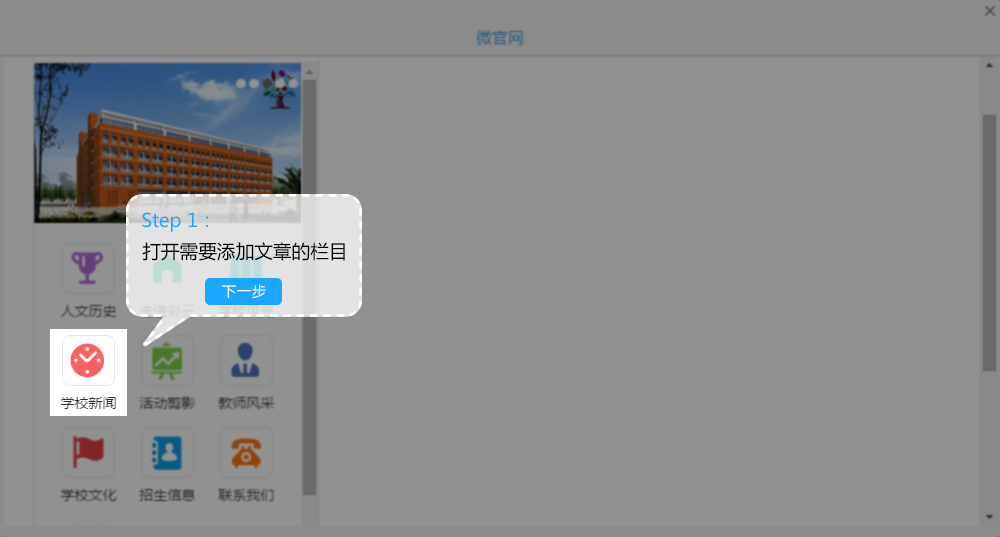 微官网
Step 1：
打开需要添加文章的栏目
下一步
人文历史
学校新闻
活动剪影
教师风采
学校文化
招生信息
联系我们